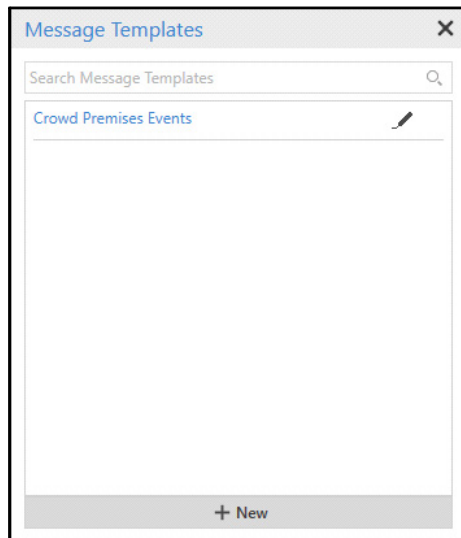 Message Templates
Search Message Templates
Crowd Premises Events
+ New